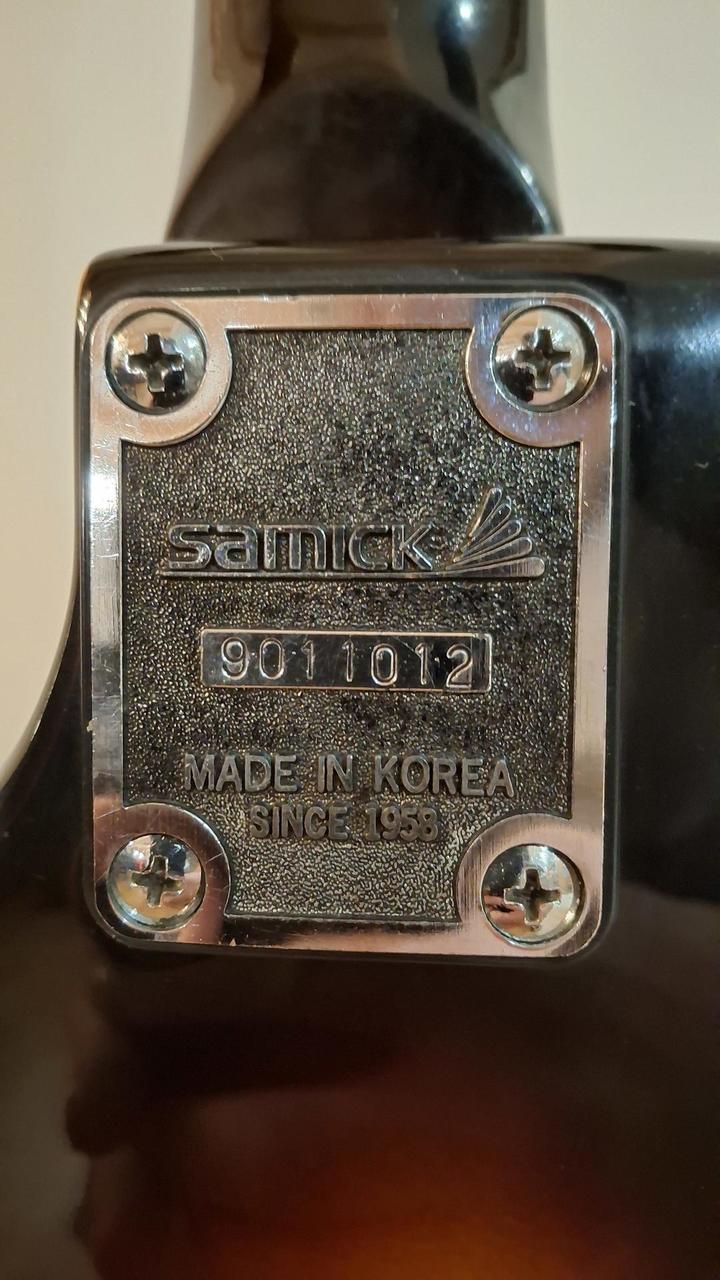 samick
9011012
MADE IN KOREA
SINCE 1958